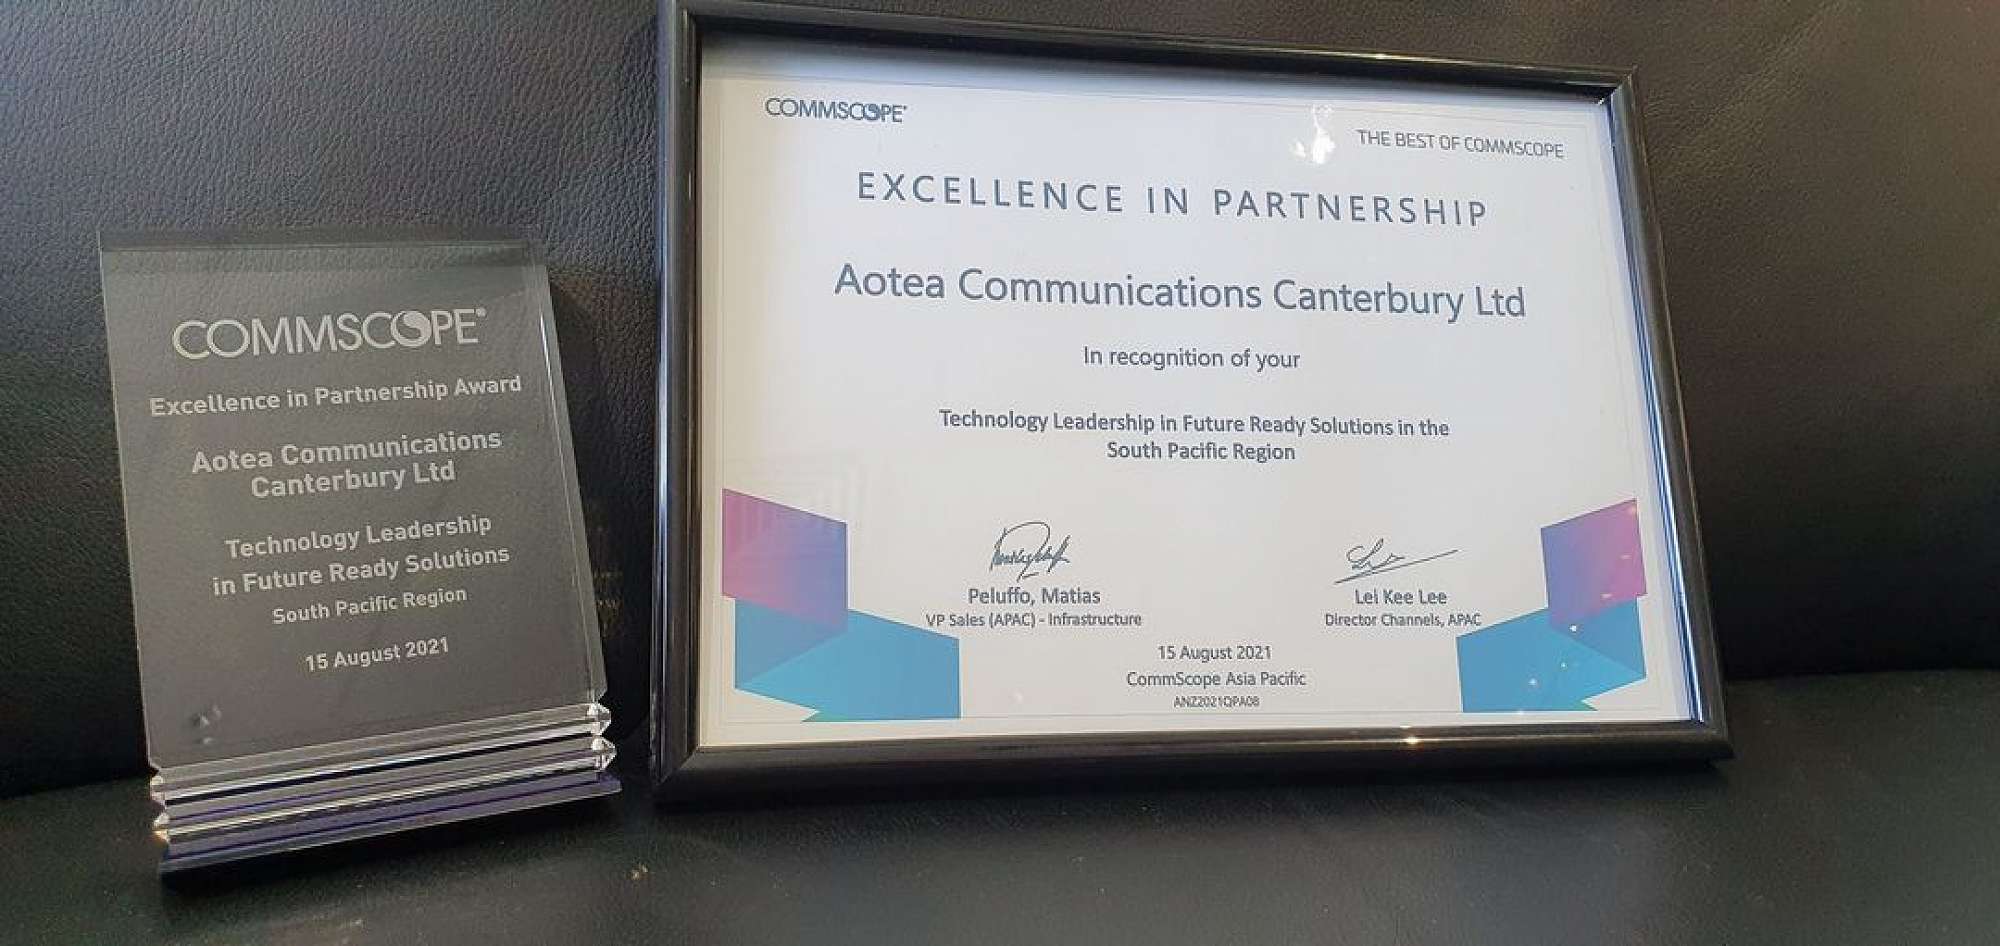 COMMSCOPE®
Excellence in Partnership Award
Aotea Communications
Canterbury Ltd
Technology Leadership
in Future Ready Solutions
South Pacific Region
15 August 2021
COMMSCOPE®
THE BEST OF COMMSCOPE
EXCELLENCE IN PARTNERSHIP
Aotea Communications Canterbury Ltd
In recognition of your
Technology Leadership in Future Ready Solutions in the
South Pacific Region
Peluffo, Matias
VP Sales (APAC) - Infrastructure
Lei Kee Lee
Director Channels, APAC
15 August 2021
CommScope Asia Pacific
ANZ2021QPA08